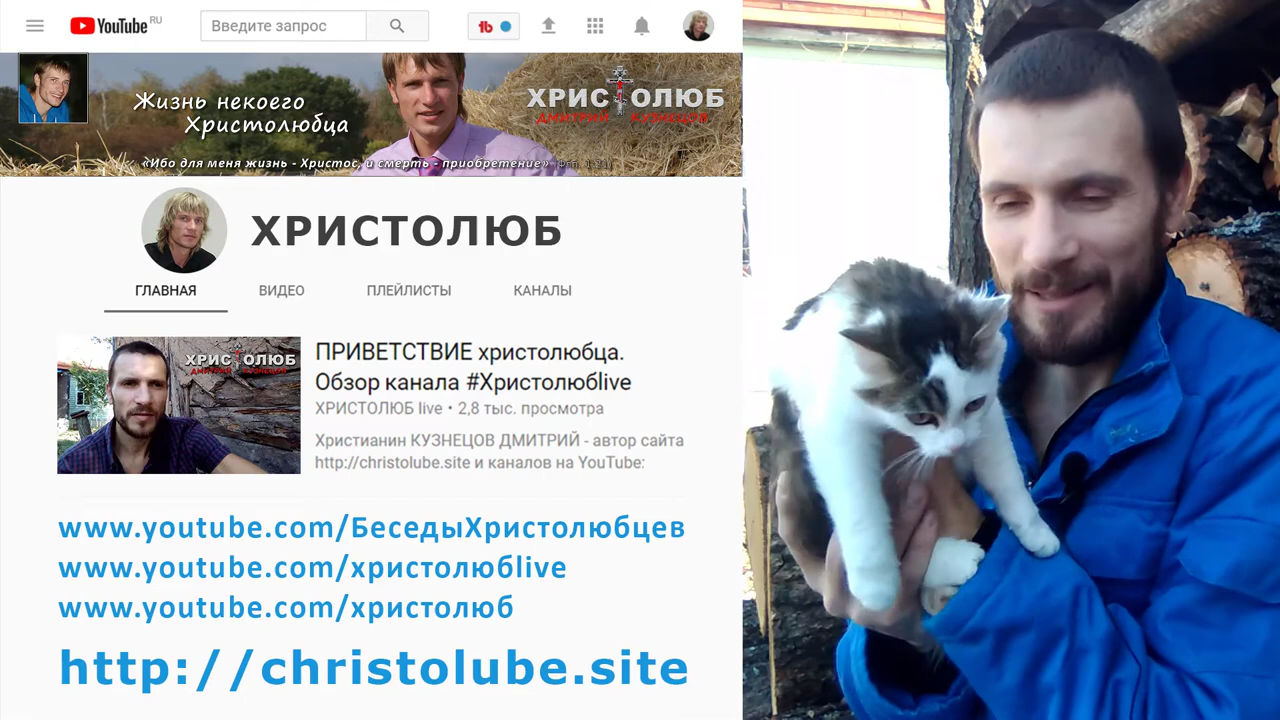 YouTube RU
Введите запрос
Жизнь некоего
Христолюбца
ХРИСТОЛЮБ
ДМИТРИЙ КУЗНЕЦОВ
«Ибо для меня жизнь - Христос, и смерть - приобретение»
ХРИСТОЛЮБ
ГЛАВНАЯ ВИДЕО ПЛЕЙЛИСТЫ КАНАЛЫ
ХРИСТОЛЮБ
ДМИТРИЙ КУЗНЕЦОВ
ПРИВЕТСТВИЕ христолюбца.
Обзор канала #Христолюбlive
ХРИСТОЛЮБ live • 2,8 тыс. просмотра
Христианин КУЗНЕЦОВ ДМИТРИЙ - автор сайта
http://christolube.site и каналов на YouTube:
www.youtube.com/БеседыХристолюбцев
www.youtube.com/христолюбlive
www.youtube.com/христолюб
http://christolube.site